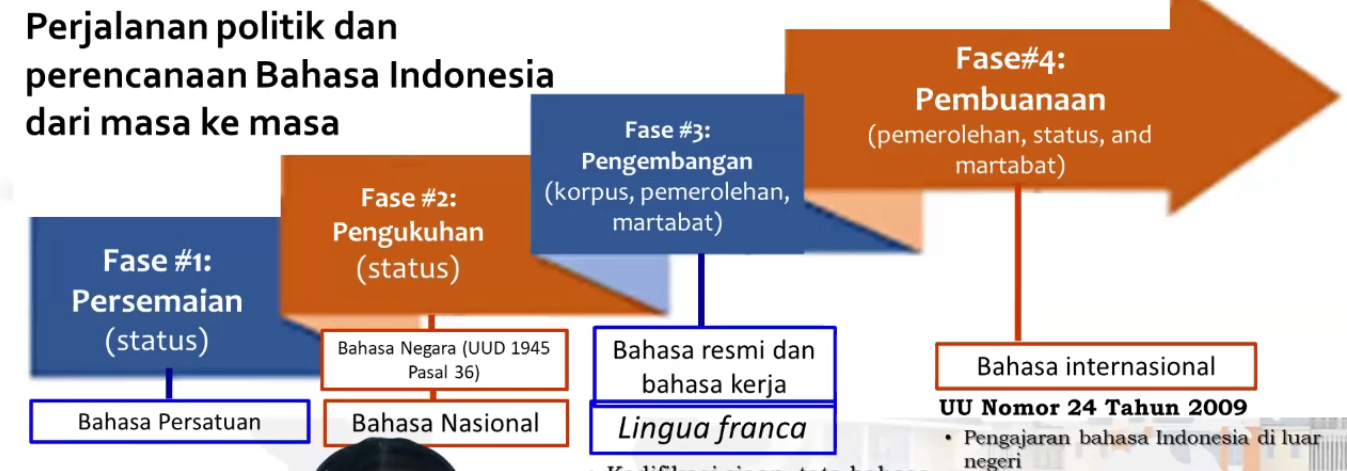 Perjalanan politik dan
perencanaan Bahasa Indonesia
dari masa ke masa
Fase #1:
Persemaian
(status)
Bahasa Persatuan
Fase #2:
Pengukuhan
(status)
Bahasa Negara (UUD 1945
Pasal 36)
Bahasa Nasional
Fase #3:
Pengembangan
(korpus, pemerolehan,
martabat)
Bahasa resmi dan
bahasa kerja
Lingua franca
Fase#4:
Pembuanaan
(pemerolehan, status, and
martabat)
Bahasa internasional
UU Nomor 24 Tahun 2009
• Pengajaran bahasa Indonesia di luar
negeri